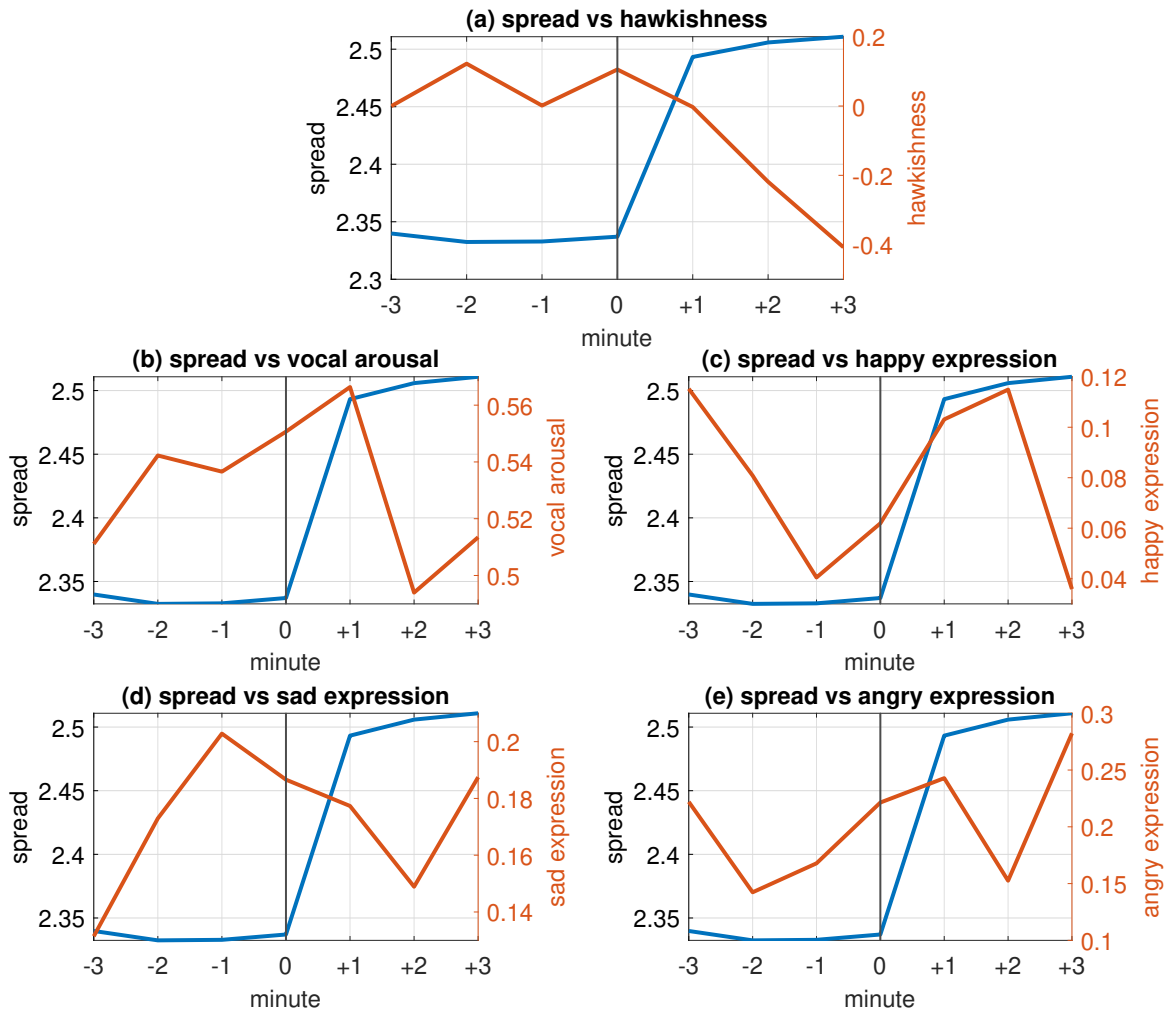 (a) spread vs hawkishness
2.5
2.45
2.4
2.35
2.3
spread
0.2
0
-0.2
-0.4
hawkishness
-3 -2 -1 0 +1 +2 +3
minute
(b) spread vs vocal arousal
2.5
2.45
2.4
2.35
spread
0.56
0.54
0.52
0.5
vocal arousal
-3 -2 -1 0 +1 +2 +3
minute
(c) spread vs happy expression
2.5
2.45
2.4
2.35
spread
0.12
0.1
0.08
0.06
0.04
happy expression
-3 -2 -1 0 +1 +2 +3
minute
(d) spread vs sad expression
2.5
2.45
2.4
2.35
spread
0.2
0.18
0.16
0.14
sad expression
-3 -2 -1 0 +1 +2 +3
minute
(e) spread vs angry expression
2.5
2.45
2.4
2.35
spread
0.3
0.25
0.2
0.15
0.1
angry expression
-3 -2 -1 0 +1 +2 +3
minute